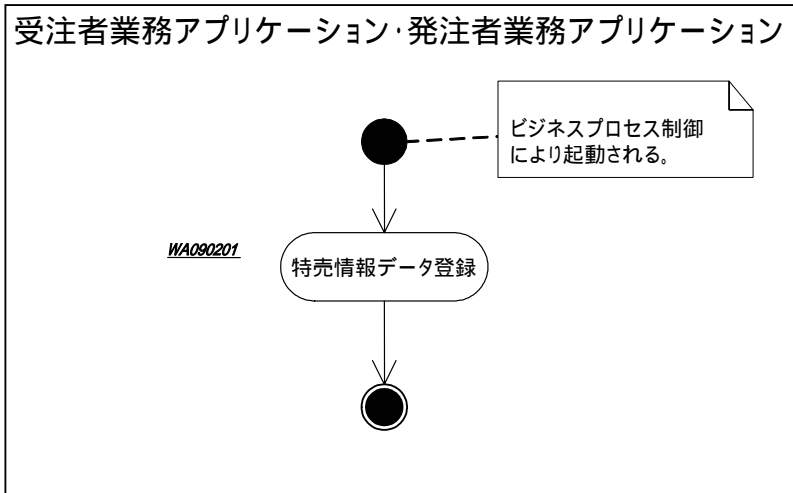 受注者業務アプリケーション・発注者業務アプリケーション
ビジネスプロセス制御
により起動される。
WA090201
特売情報データ登録